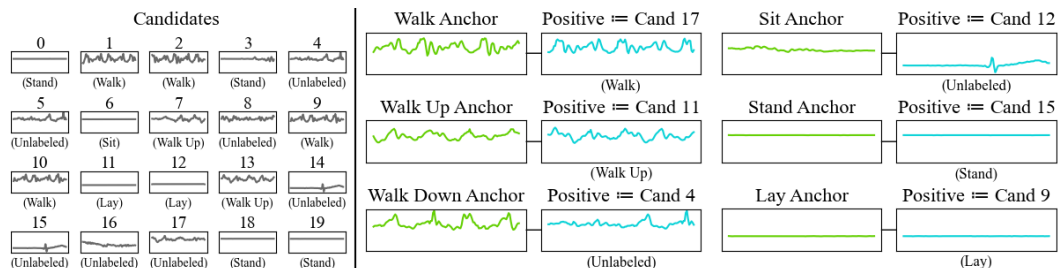 Candidates
0 1 2 3 4
(Stand) (Walk) (Walk) (Stand) (Unlabeled)
5 6 7 8 9
(Unlabeled) (Sit) (Walk Up) (Unlabeled) (Walk)
10 11 12 13 14
(Walk) (Lay) (Lay) (Walk Up) (Unlabeled)
15 16 17 18 19
(Unlabeled) (Unlabeled) (Unlabeled) (Stand) (Stand)
Walk Anchor Positive ≔ Cand 17
(Walk)
Sit Anchor Positive ≔ Cand 12
(Unlabeled)
Walk Up Anchor Positive ≔ Cand 11
(Walk Up)
Stand Anchor Positive ≔ Cand 15
(Stand)
Walk Down Anchor Positive ≔ Cand 4
(Unlabeled)
Lay Anchor Positive ≔ Cand 9
(Lay)